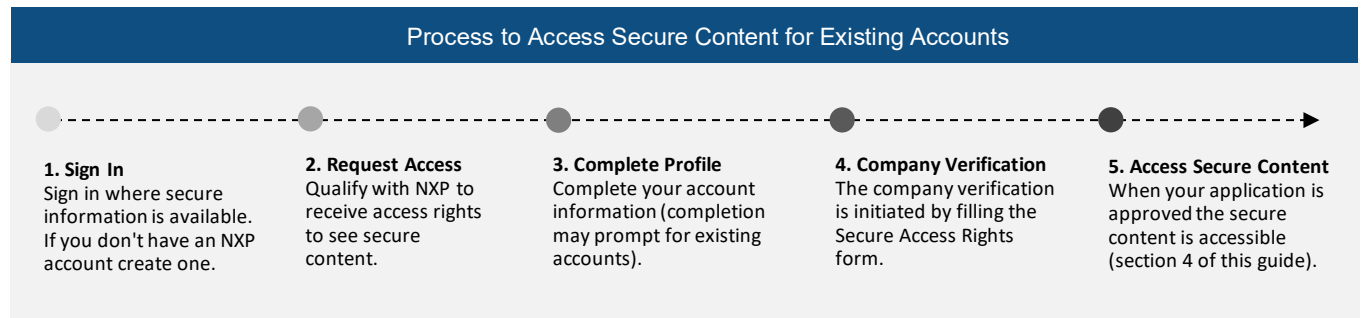 Process to Access Secure Content for Existing Accounts
1. Sign In
Sign in where secure
information is available.
If you don't have an NXP
account create one.
2. Request Access
Qualify with NXP to
receive access rights
to see secure
content.
3. Complete Profile
Complete your account
information (completion
may prompt for existing
accounts).
4. Company Verification
The company verification
is initiated by filling the
Secure Access Rights
form.
5. Access Secure Content
When your application is
approved the secure
content is accessible
(section 4 of this guide).